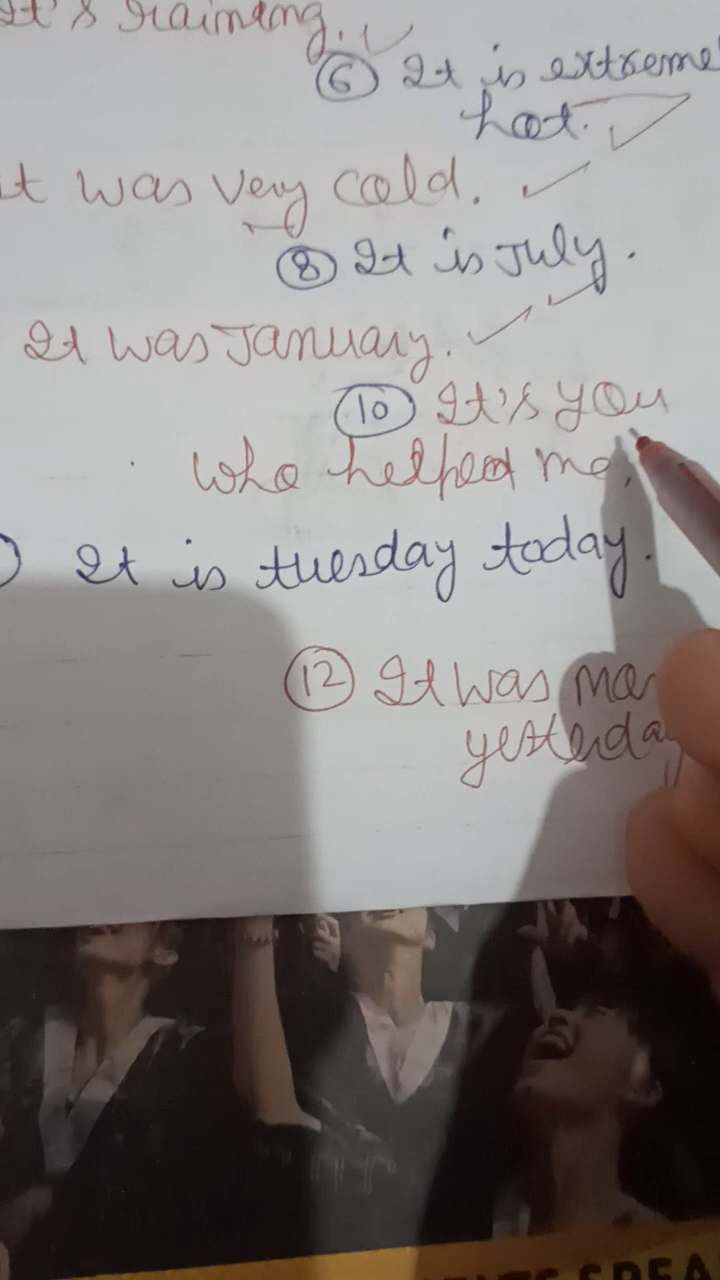 It's raining.
⑥ It is extreme
hot.
It was very cold.
⑧ It is July.
It was January.
⑩ It's you
who helped me.
It is tuesday today.
⑫ It was
yesterday